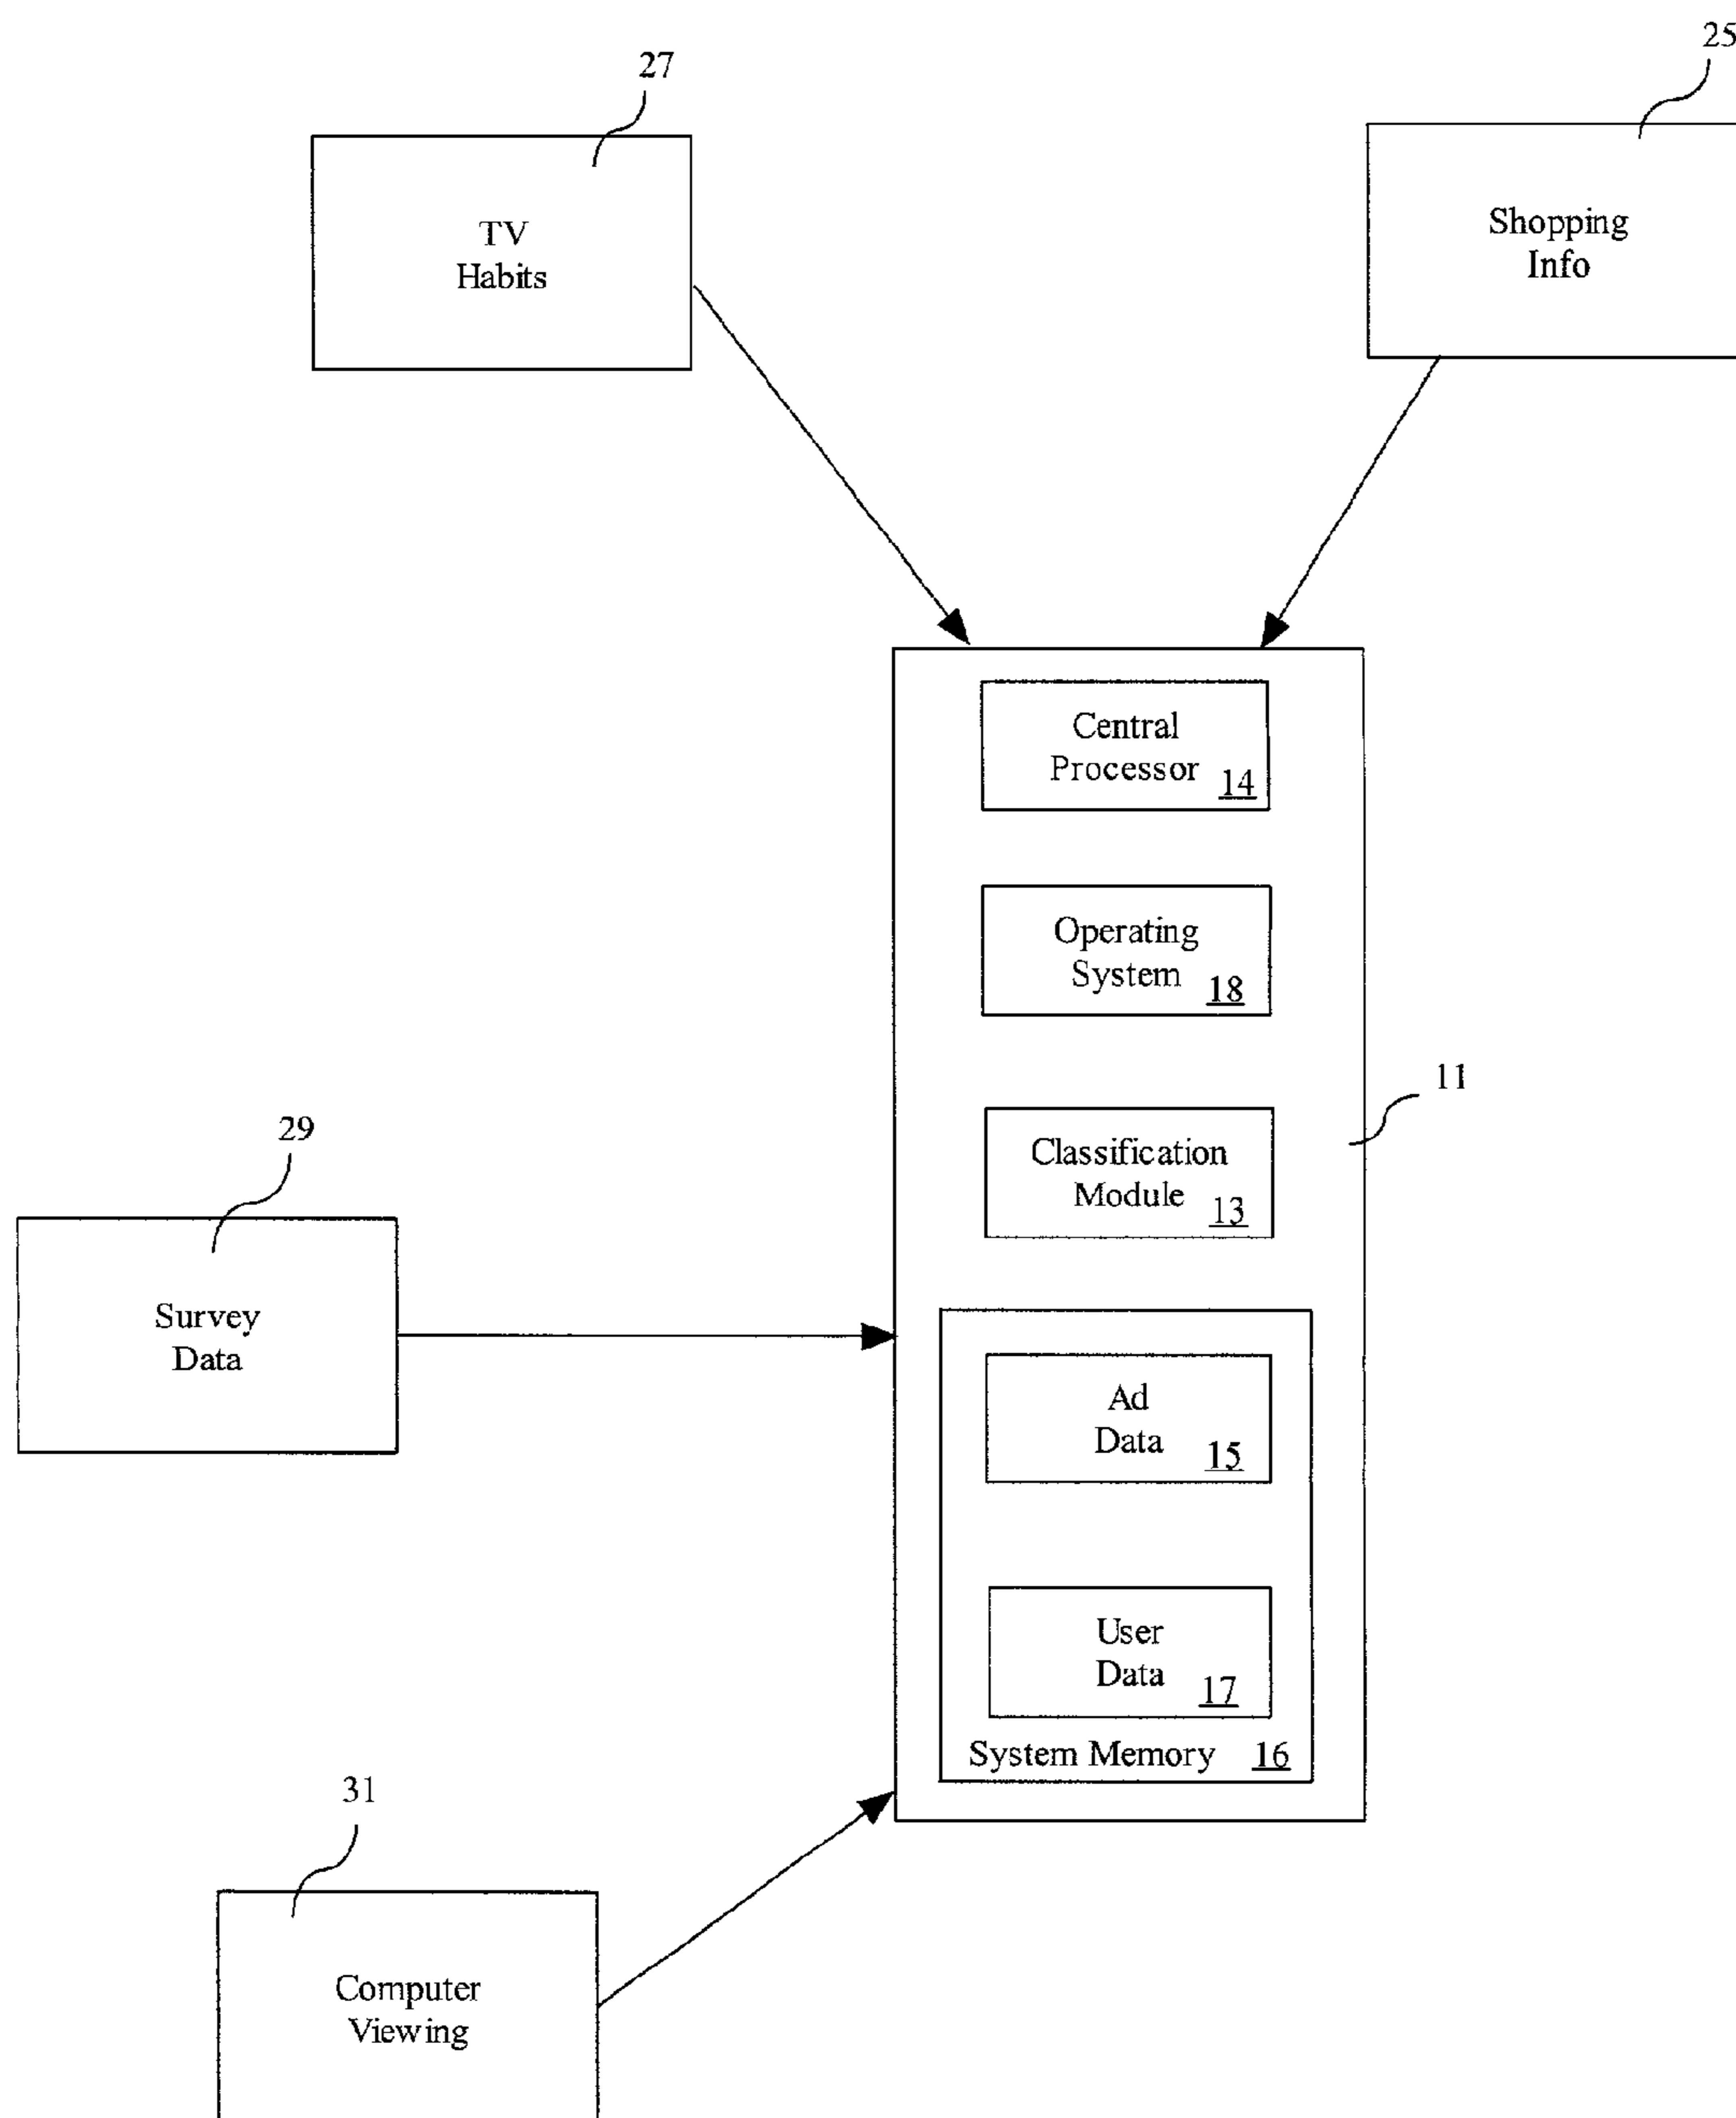 25
27
TV
Habits
Shopping
Info
Central
Processor 14
Operating
System 18
11
Classification
Module 13
29
Survey
Data
Ad
Data 15
User
Data 17
System Memory 16
31
Computer
Viewing